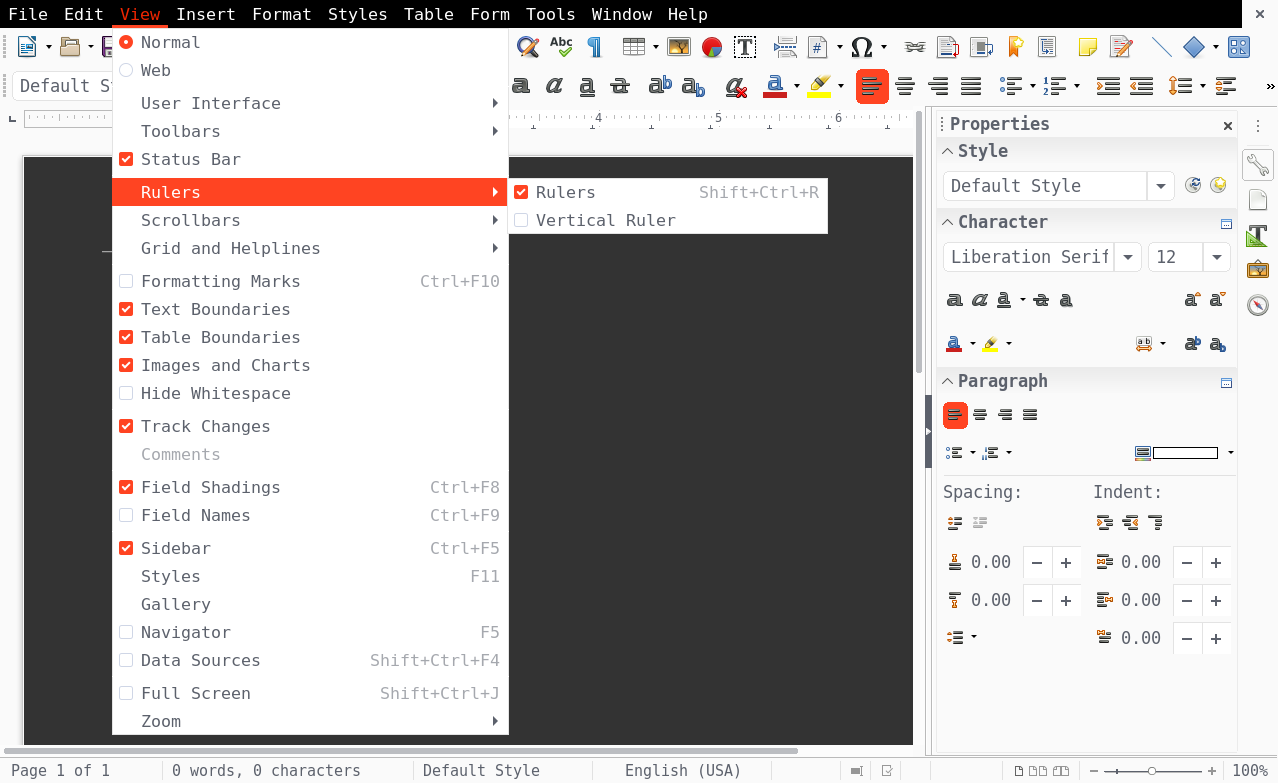 File Edit View Insert Format Styles Table Form Tools Window Help
Normal
Web
User Interface
Toolbars
Status Bar
Rulers
Scrollbars
Grid and Helplines
Formatting Marks Ctrl+F10
Text Boundaries
Table Boundaries
Images and Charts
Hide Whitespace
Track Changes
Comments
Field Shadings Ctrl+F8
Field Names Ctrl+F9
Sidebar Ctrl+F5
Styles F11
Gallery
Navigator F5
Data Sources Shift+Ctrl+F4
Full Screen Shift+Ctrl+J
Zoom
Rulers Shift+Ctrl+R
Vertical Ruler
Abc
Default
4 5 6
Properties
Style
Default Style
Character
Liberation Serif 12
Paragraph
Spacing: Indent:
0.00 0.00
0.00 0.00
0.00
Page 1 of 1 0 words, 0 characters Default Style English (USA) 100%